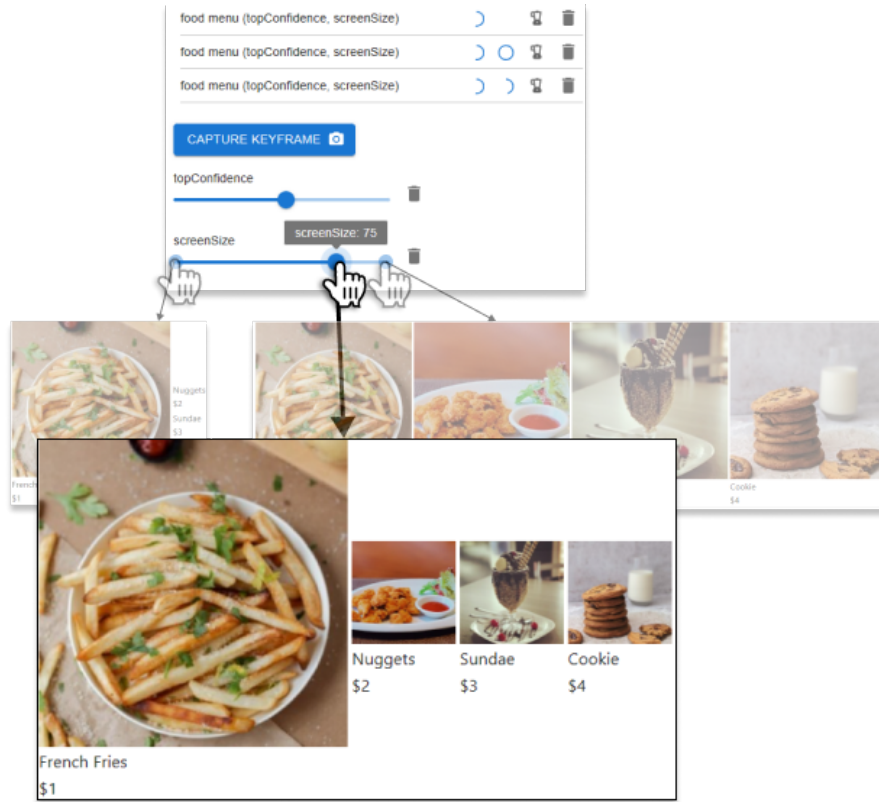 food menu (topConfidence, screenSize)
food menu (topConfidence, screenSize)
food menu (topConfidence, screenSize)
CAPTURE KEYFRAME
topConfidence
screenSize: 75
screenSize
Nuggets
$2
Sundae
$3
French
$1
Cookie
$4
Nuggets
$2
Sundae
$3
Cookie
$4
French Fries
$1